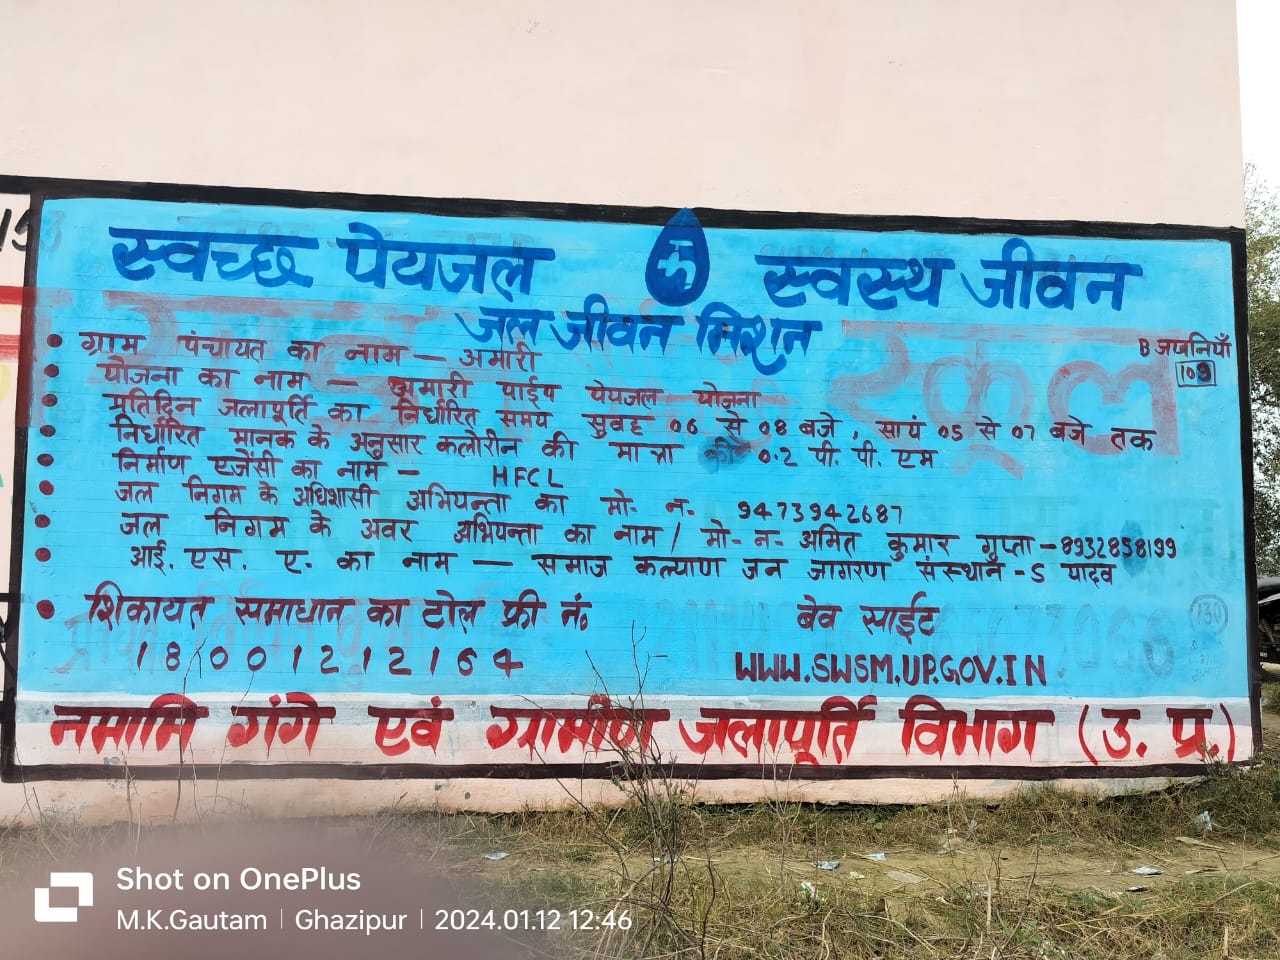 स्वच्छ पेयजल स्वस्थ जीवन
जल जीवन मिशन
B जखनियाँ
109
• ग्राम पंचायत का नाम — अमारी
• योजना का नाम — अमारी पाईप पेयजल योजना
• प्रतिदिन जलापूर्ति का निर्धारित समय सुवह 06 से 08 बजे, सायं 05 से 07 बजे तक
• निर्धारित मानक के अनुसार क्लोरीन की मात्रा की 0.2 पी. पी. एम
• निर्माण एजेंसी का नाम — HFCL
• जल निगम के अधिशासी अभियन्ता का मो- न- 9473942687
• जल निगम के अवर अभियन्ता का नाम / मो- न- अमित कुमार गुप्ता - 8932858199
• आई. एस. ए. का नाम — समाज कल्याण जन जागरण संस्थान - S यादव
• शिकायत समाधान का टोल फ्री नं. बेव साईट
18001212164 WWW.SWSM.UP.GOV.IN
130
नमामि गंगे एवं ग्रामीण जलापूर्ति विभाग (उ. प्र.)
Shot on OnePlus
M.K.Gautam | Ghazipur | 2024.01.12 12:46